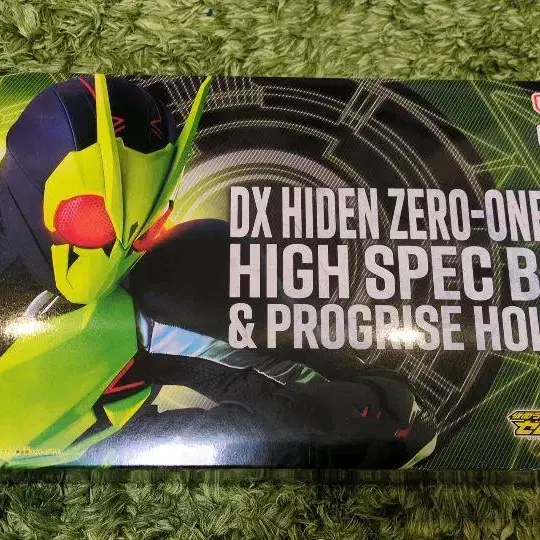 DX HIDEN ZERO-ONE
HIGH SPEC B
& PROGRISE HOL